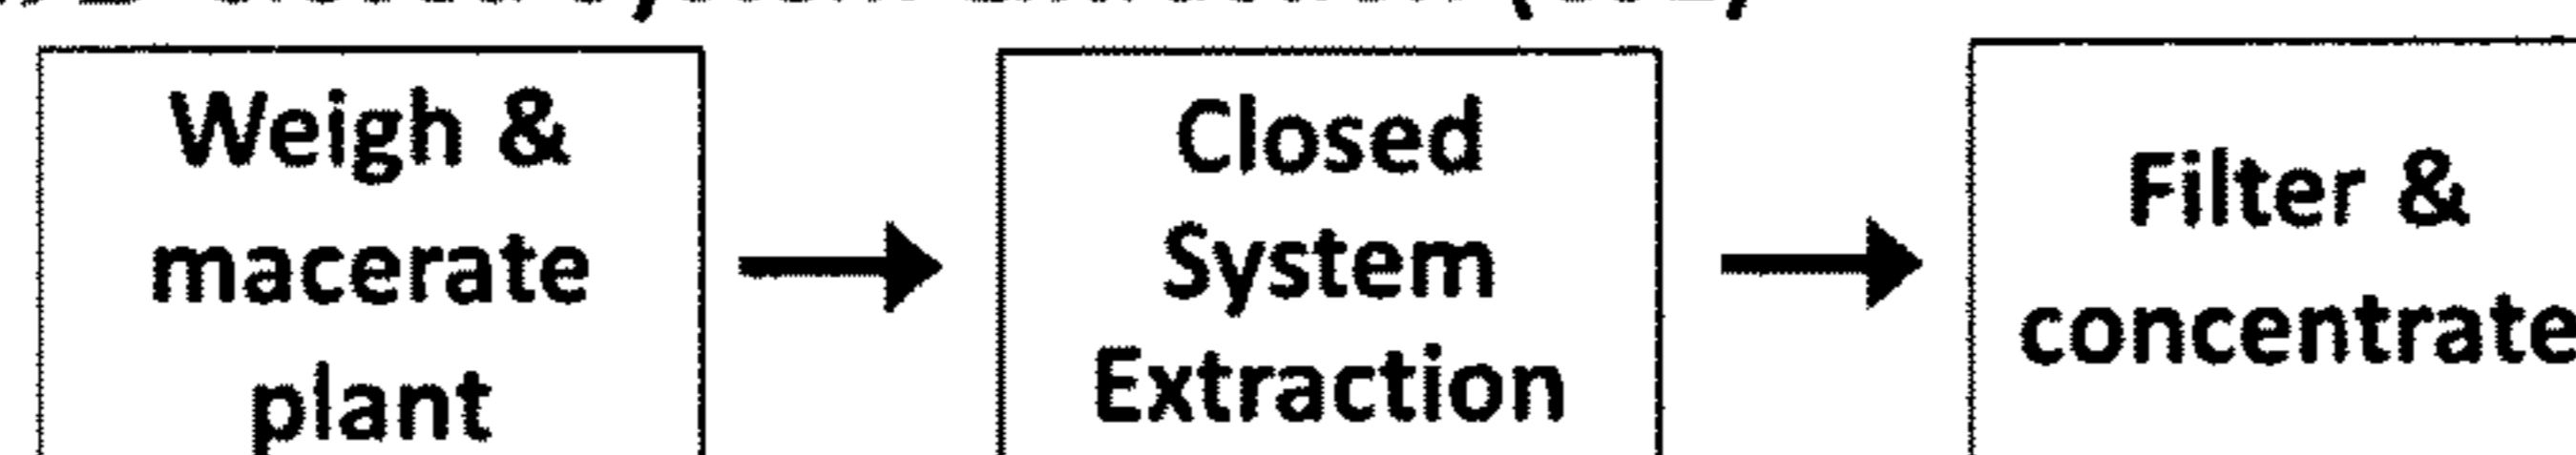 Weigh &
macerate
plant
Closed
System
Extraction
Filter &
concentrate